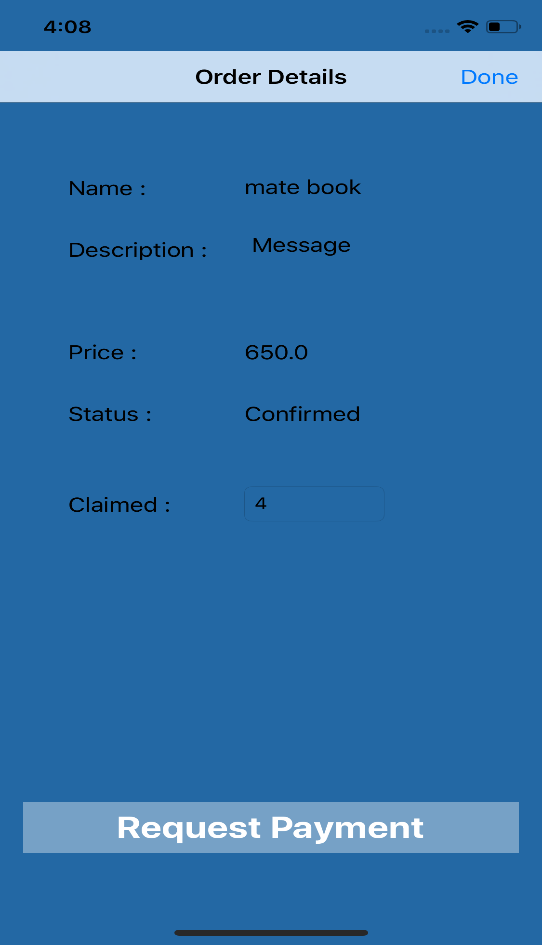 4:08
Order Details Done
Name : mate book
Description : Message
Price : 650.0
Status : Confirmed
Claimed : 4
Request Payment